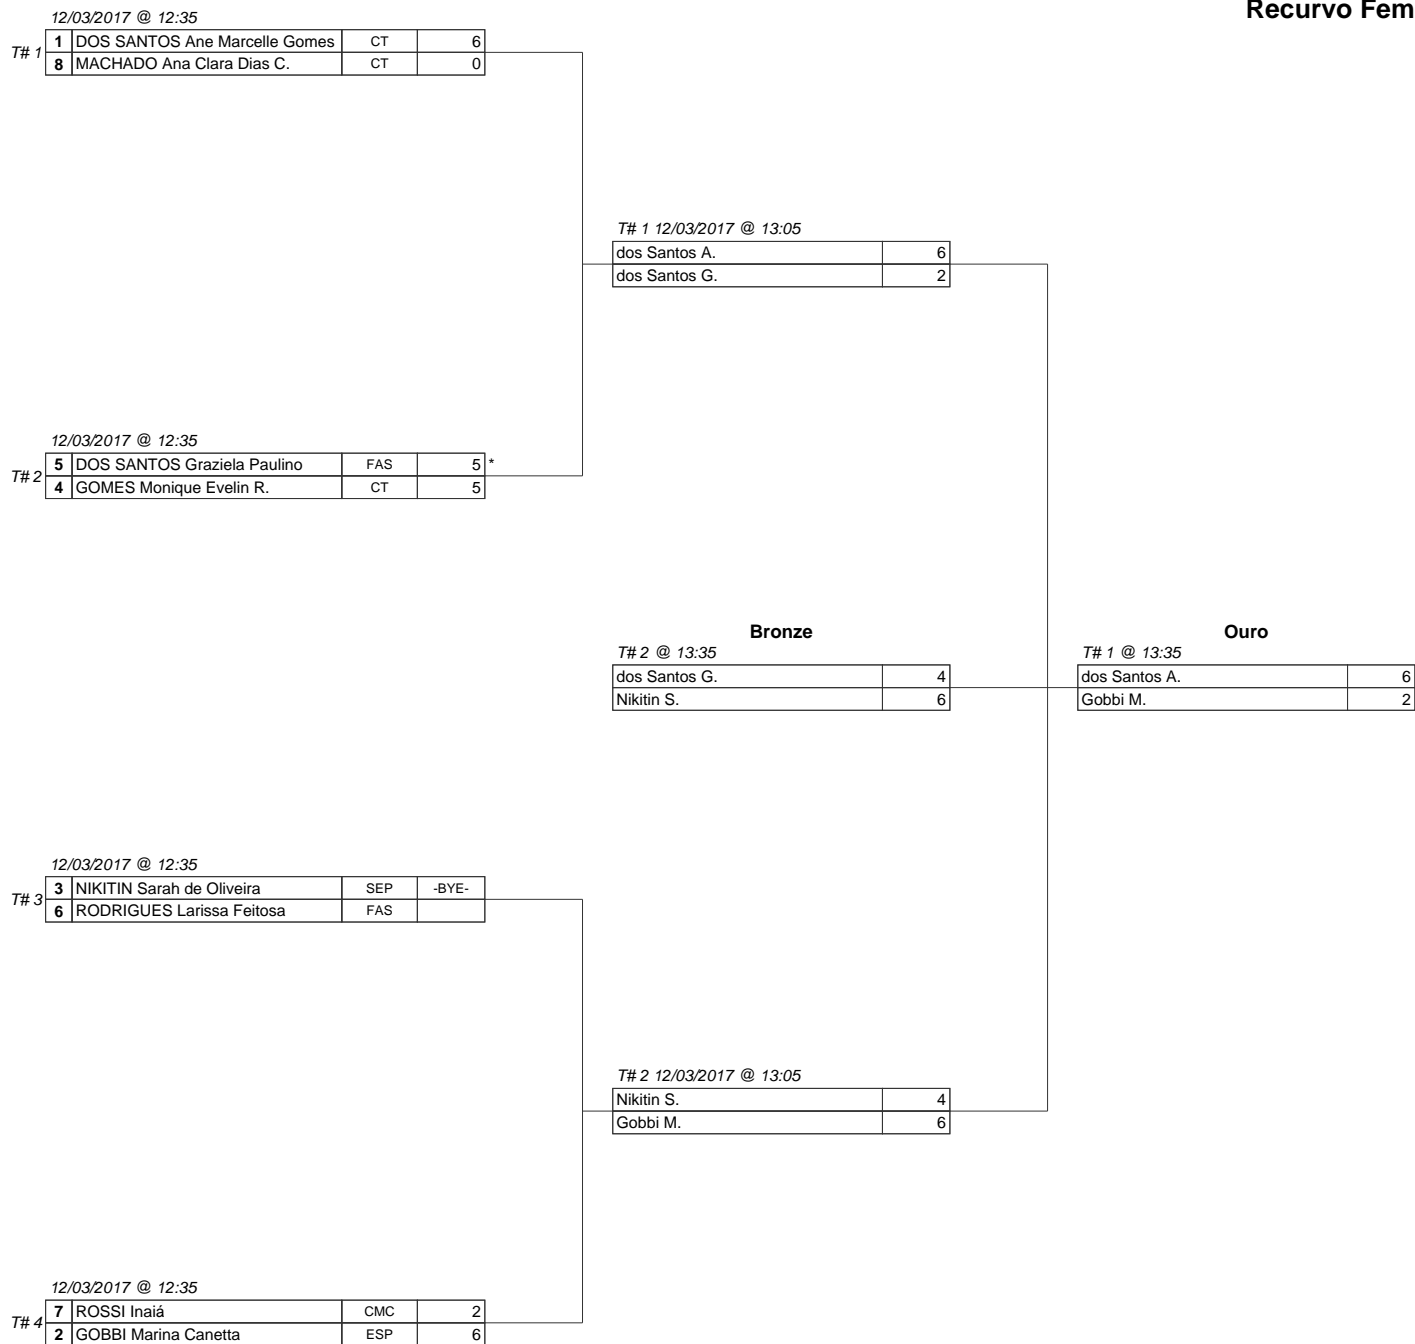 Recurvo Fem
12/03/2017 @ 12:35
T# 1
1 DOS SANTOS Ane Marcelle Gomes CT 6
8 MACHADO Ana Clara Dias C. CT 0
T# 1 12/03/2017 @ 13:05
dos Santos A. 6
dos Santos G. 2
12/03/2017 @ 12:35
T# 2
5 DOS SANTOS Graziela Paulino FAS 5 *
4 GOMES Monique Evelin R. CT 5
Bronze
T# 2 @ 13:35
dos Santos G. 4
Nikitin S. 6
Ouro
T# 1 @ 13:35
dos Santos A. 6
Gobbi M. 2
12/03/2017 @ 12:35
T# 3
3 NIKITIN Sarah de Oliveira SEP -BYE-
6 RODRIGUES Larissa Feitosa FAS
T# 2 12/03/2017 @ 13:05
Nikitin S. 4
Gobbi M. 6
12/03/2017 @ 12:35
T# 4
7 ROSSI Inaiá CMC 2
2 GOBBI Marina Canetta ESP 6